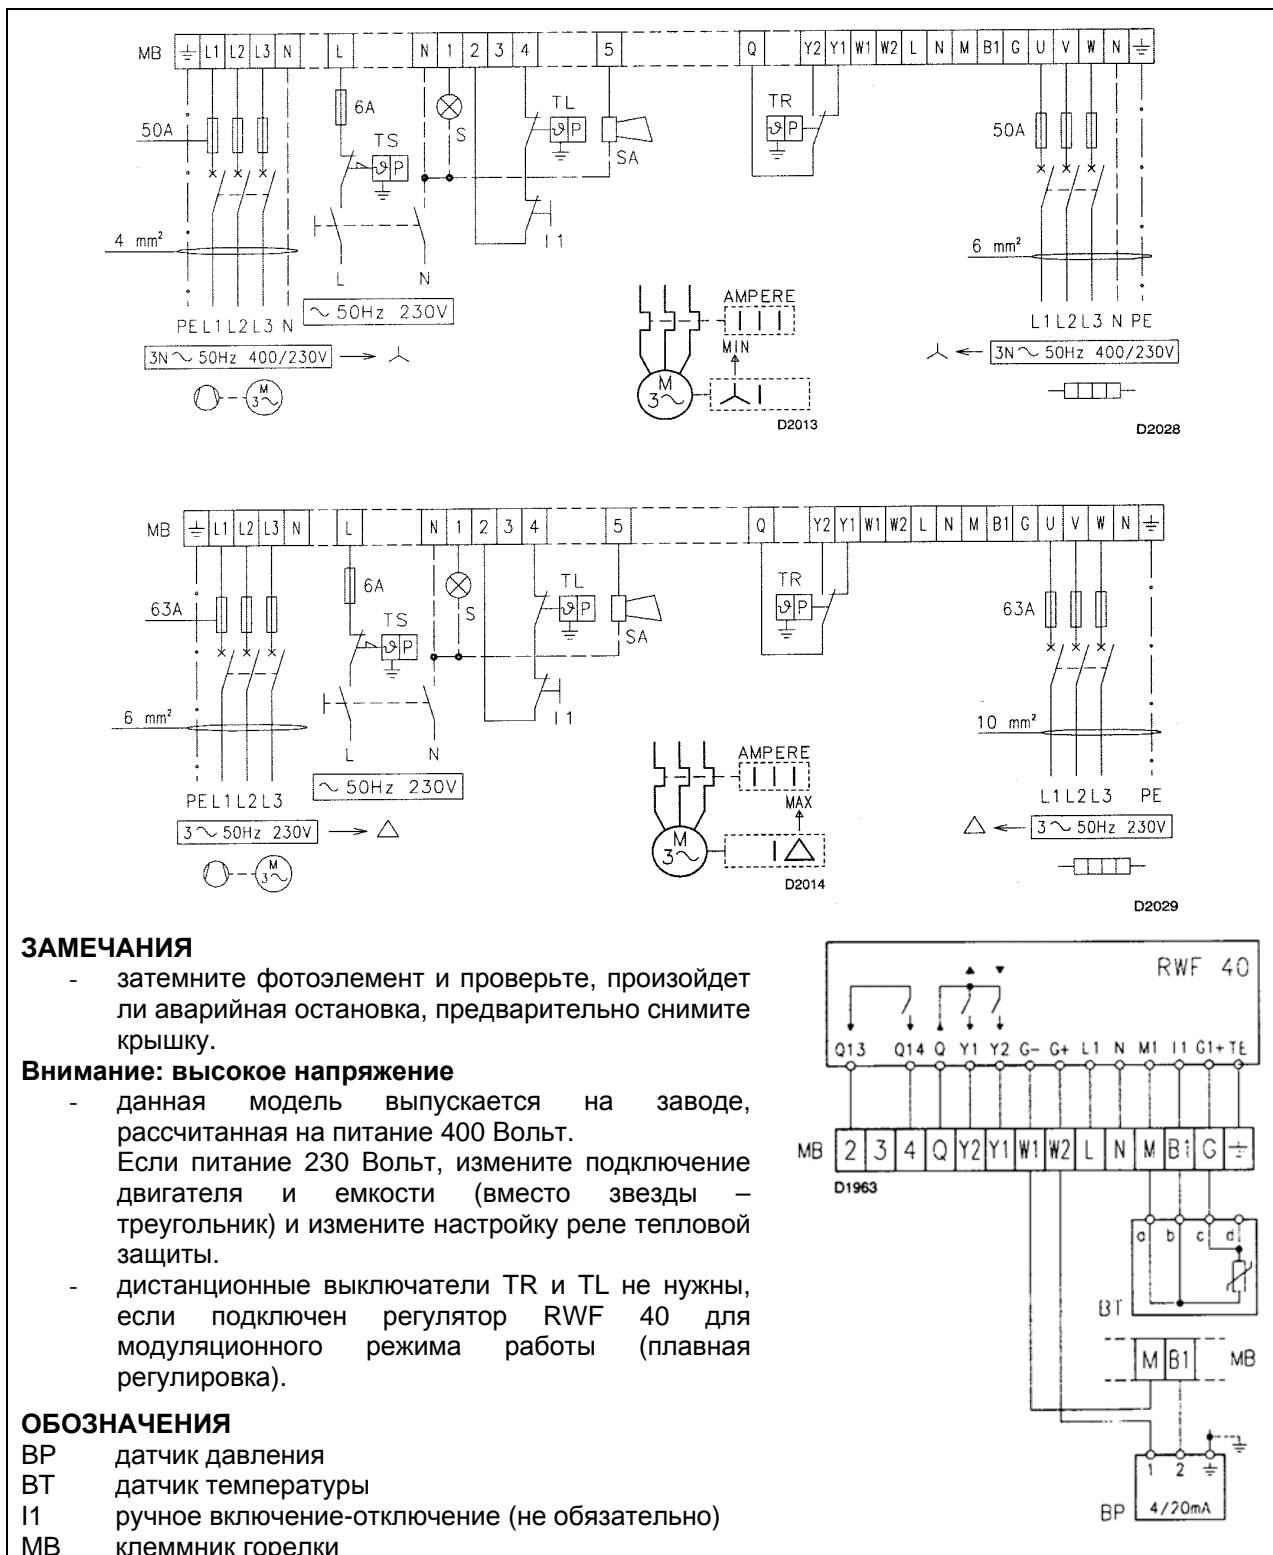 MB ⏚ L1 L2 L3 N L N 1 2 3 4 5 Q Y2 Y1 W1 W2 L N M B1 G U V W N ⏚
50A 6A TS ϑ P S TL ϑ P SA TR ϑ P 50A
I1
4 mm² 6 mm²
L N
PE L1 L2 L3 N
∼ 50Hz 230V
AMPERE
L1 L2 L3 N PE
3N ∼ 50Hz 400/230V
MIN
3N ∼ 50Hz 400/230V
M 3∼
M 3∼
D2013
D2028
MB ⏚ L1 L2 L3 N L N 1 2 3 4 5 Q Y2 Y1 W1 W2 L N M B1 G U V W N ⏚
63A 6A TS ϑ P S TL ϑ P SA TR ϑ P 63A
I1
6 mm² 10 mm²
L N
∼ 50Hz 230V
AMPERE
PE L1 L2 L3
L1 L2 L3 PE
MAX
3 ∼ 50Hz 230V
3 ∼ 50Hz 230V
M 3∼
M 3∼
D2014
D2029
ЗАМЕЧАНИЯ
- затемните фотоэлемент и проверьте, произойдет
ли аварийная остановка, предварительно снимите
крышку.
Внимание: высокое напряжение
- данная модель выпускается на заводе,
рассчитанная на питание 400 Вольт.
Если питание 230 Вольт, измените подключение
двигателя и емкости (вместо звезды –
треугольник) и измените настройку реле тепловой
защиты.
- дистанционные выключатели TR и TL не нужны,
если подключен регулятор RWF 40 для
модуляционного режима работы (плавная
регулировка).
ОБОЗНАЧЕНИЯ
BP датчик давления
BT датчик температуры
I1 ручное включение-отключение (не обязательно)
MB клеммник горелки
RWF 40
Q13 Q14 Q Y1 Y2 G- G+ L1 N M1 I1 G1+ TE
MB 2 3 4 Q Y2 Y1 W1 W2 L N M B1 G ⏚
D1963
a b c d
BT
M B1 MB
1 2 ⏚
BP 4/20mA